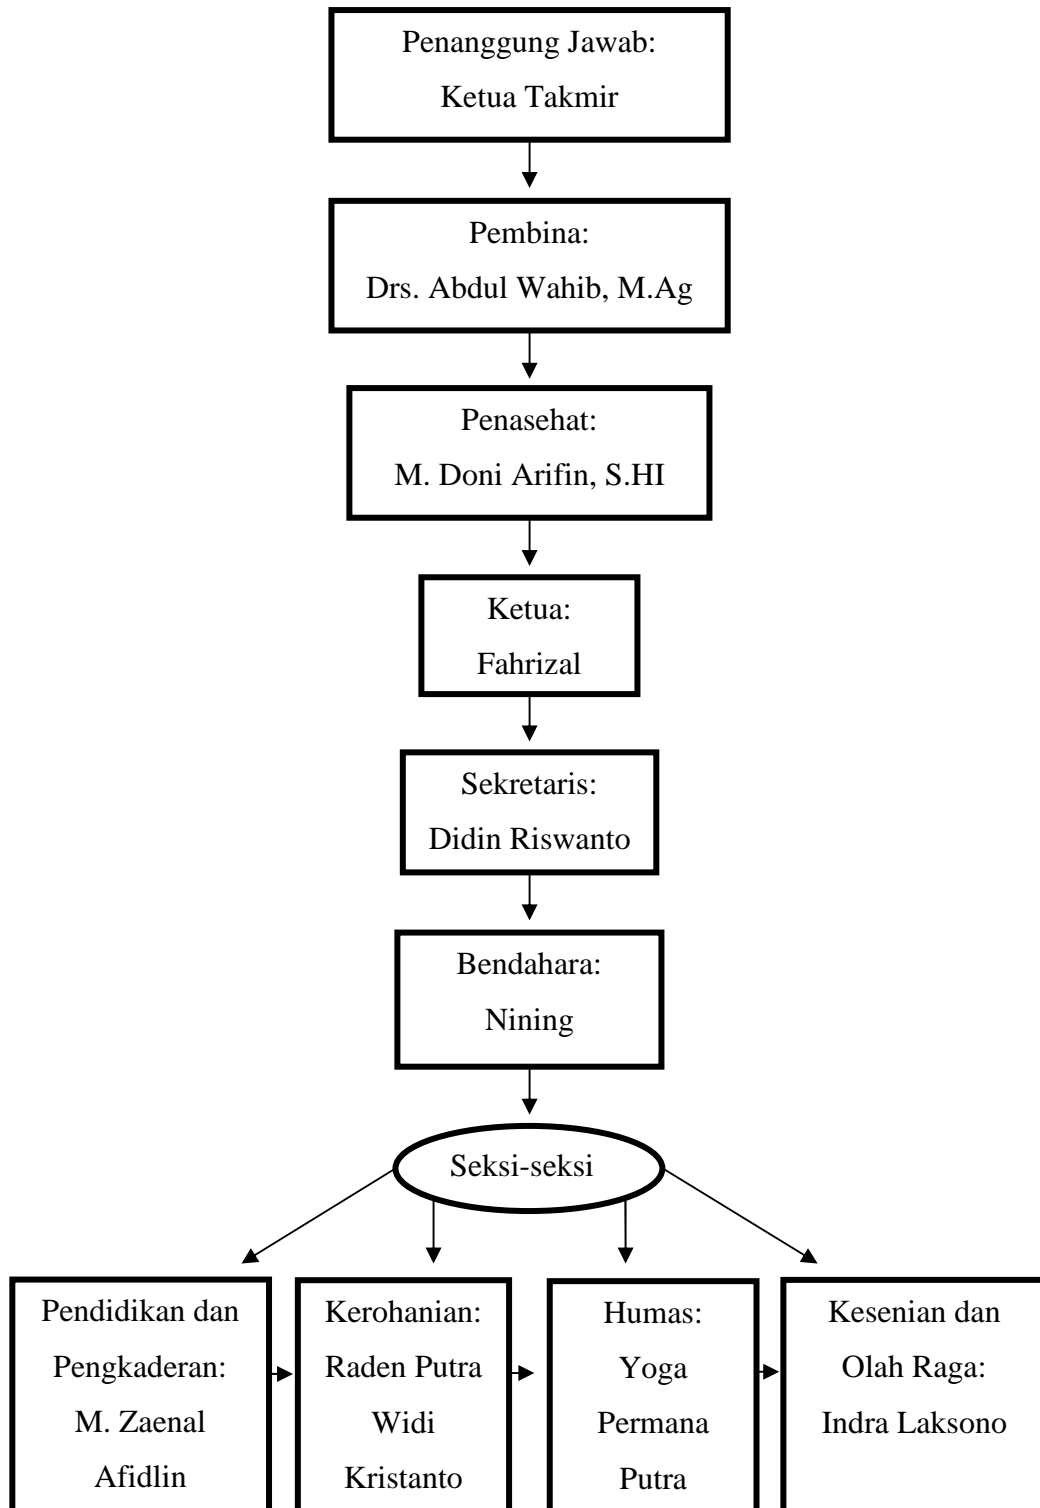 Penanggung Jawab:
Ketua Takmir
Pembina:
Drs. Abdul Wahib, M.Ag
Penasehat:
M. Doni Arifin, S.HI
Ketua:
Fahrizal
Sekretaris:
Didin Riswanto
Bendahara:
Nining
Seksi-seksi
Pendidikan dan
Pengkaderan:
M. Zaenal
Afidlin
Kerohanian:
Raden Putra
Widi
Kristanto
Humas:
Yoga
Permana
Putra
Kesenian dan
Olah Raga:
Indra Laksono